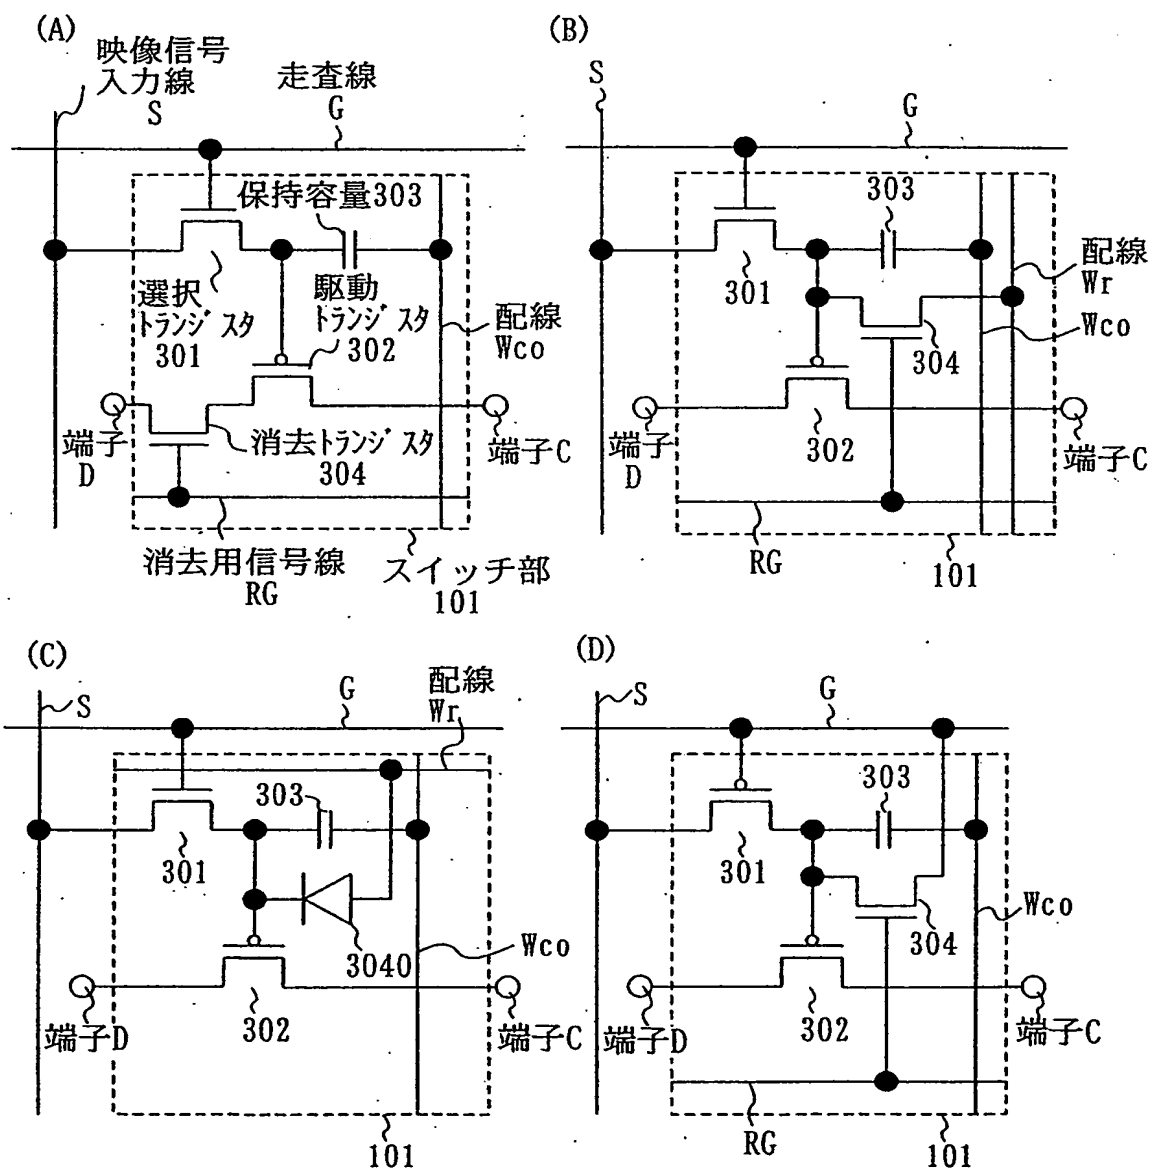 (A)
映像信号
入力線
S
走査線
G
保持容量303
選択
トランジスタ
301
駆動
トランジスタ
302
配線
Wco
端子
D
消去トランジスタ
304
端子C
消去用信号線
RG
スイッチ部
101
(B)
S
G
303
301
配線
Wr
Wco
304
端子
D
302
端子C
RG
101
(C)
S
G
配線
Wr
303
301
3040
Wco
302
端子D
端子C
101
(D)
S
G
303
301
304
Wco
302
端子D
端子C
RG
101